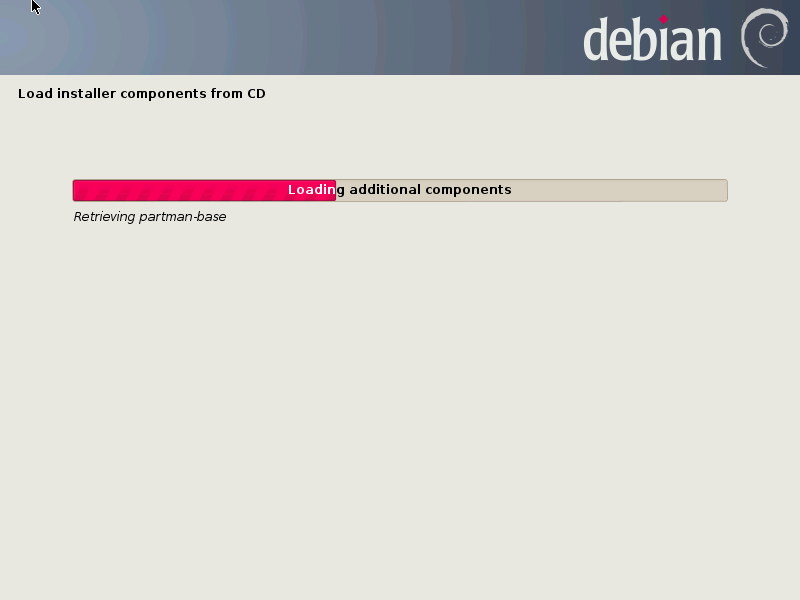 debian
Load installer components from CD
Loading additional components
Retrieving partman-base